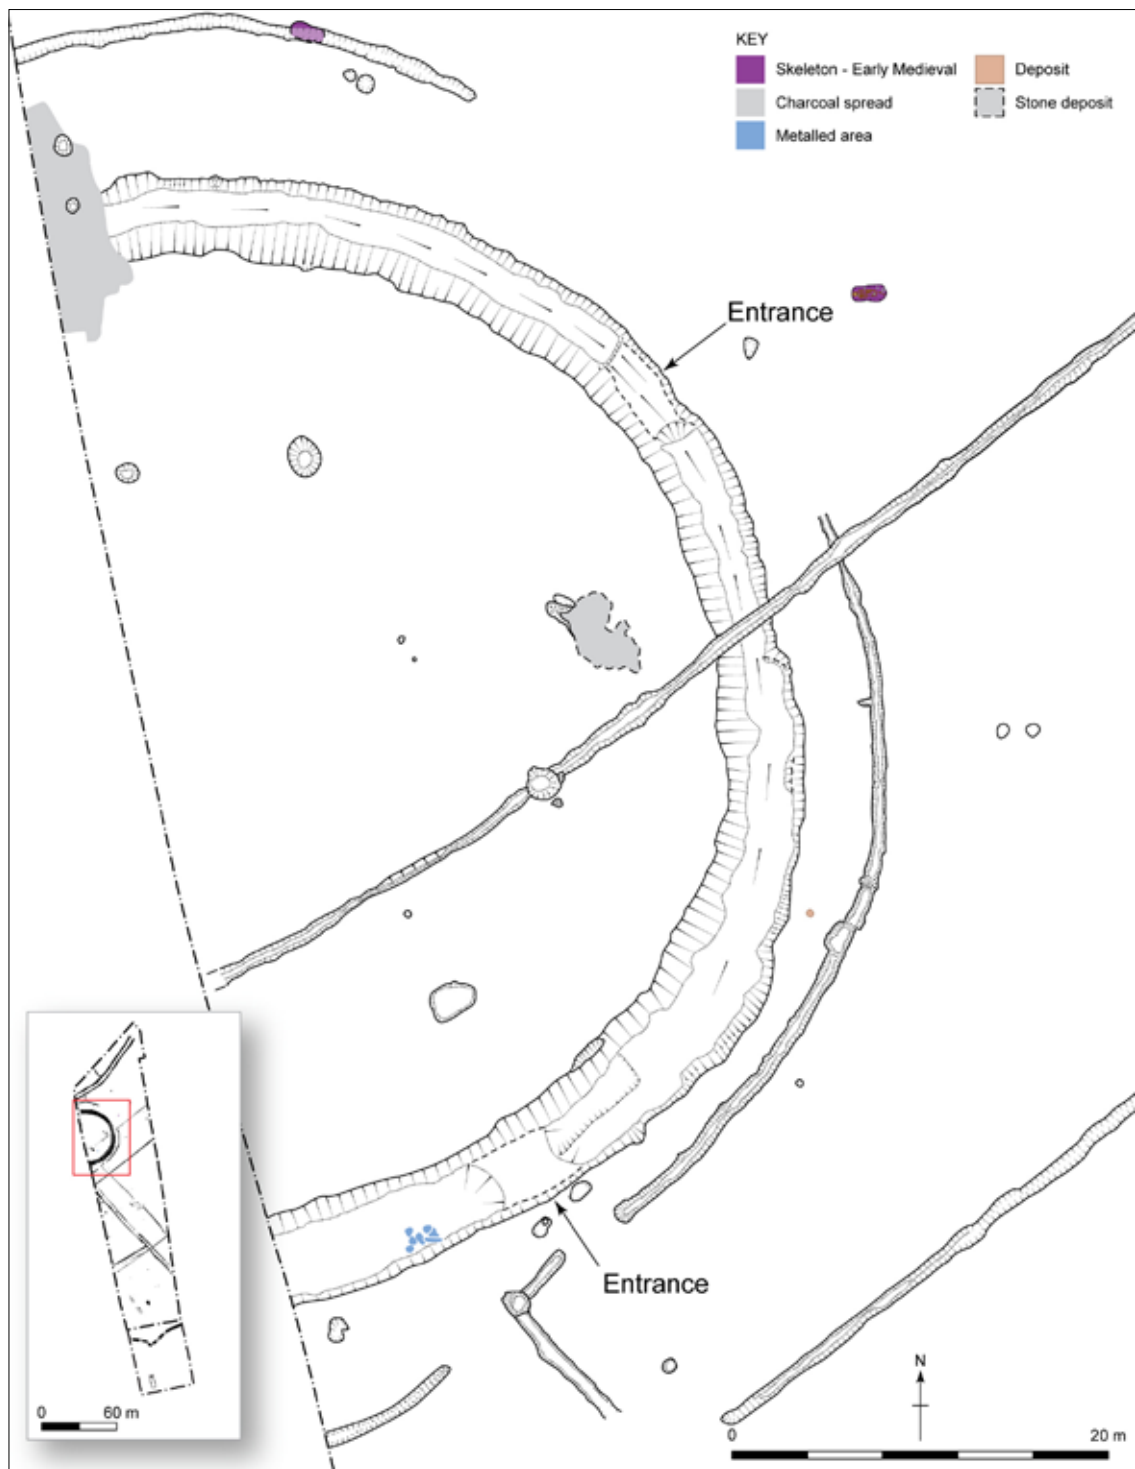 KEY
Skeleton - Early Medieval
Deposit
Charcoal spread
Stone deposit
Metalled area
Entrance
Entrance
N
0
20 m
0
60 m